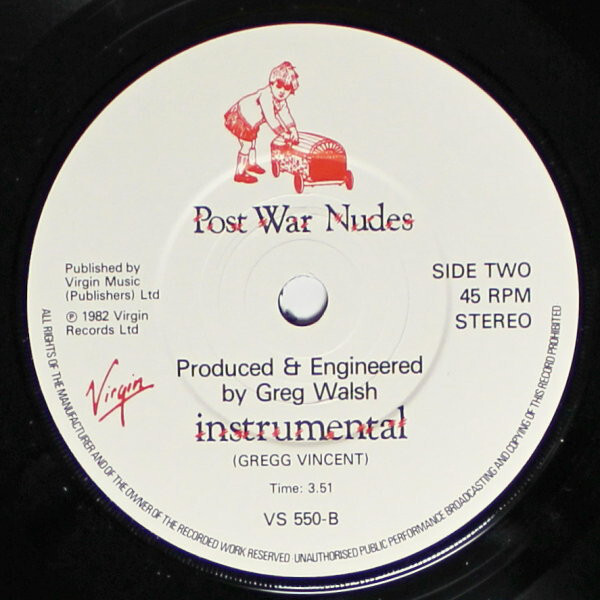 Post War Nudes
Published by
Virgin Music
(Publishers) Ltd
℗ 1982 Virgin
Records Ltd
SIDE TWO
45 RPM
STEREO
Virgin
Produced & Engineered
by Greg Walsh
instrumental
(GREGG VINCENT)
Time: 3.51
VS 550-B
ALL RIGHTS OF THE MANUFACTURER AND OF THE OWNER OF THE RECORDED WORK RESERVED · UNAUTHORISED PUBLIC PERFORMANCE BROADCASTING AND COPYING OF THIS RECORD PROHIBITED